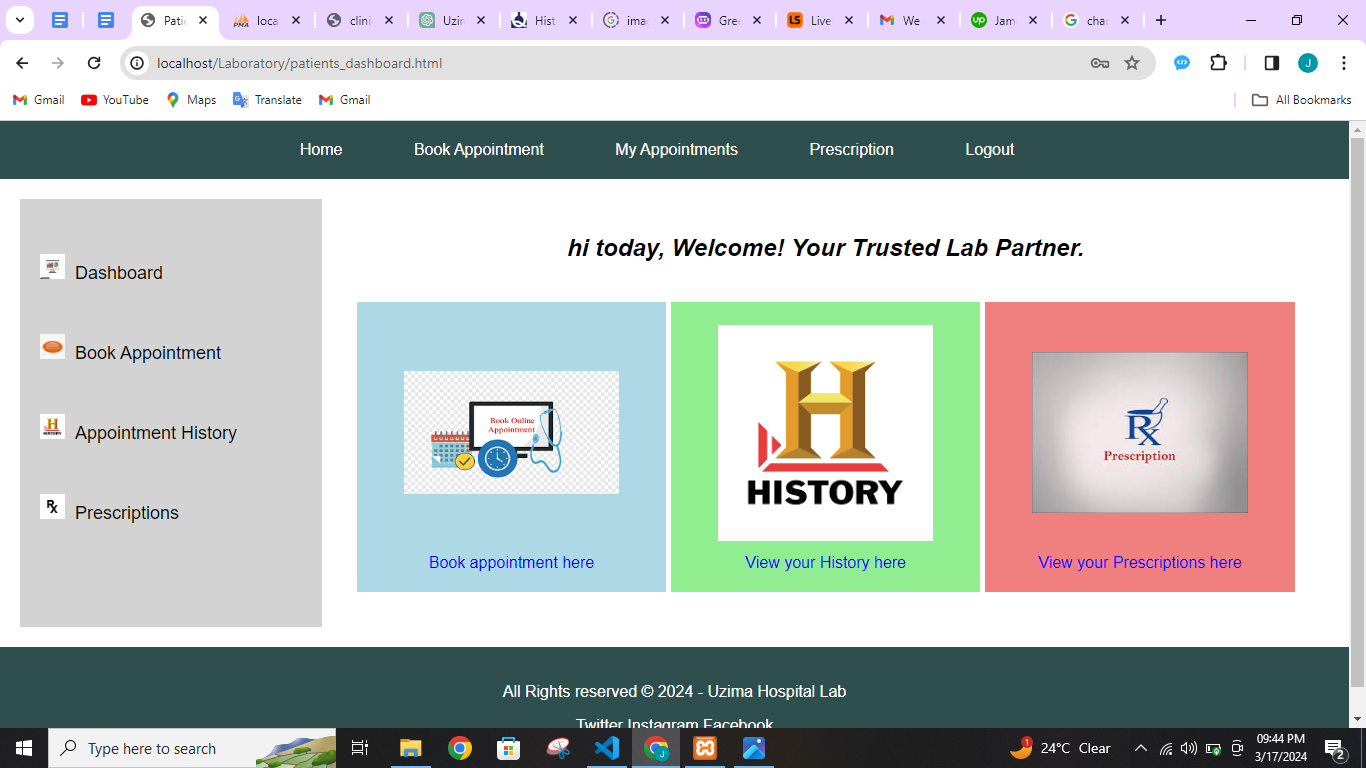 Patie
loca
clini
Uzin
Hist
ima
Gree
Live
We
Jam
char
localhost/Laboratory/patients_dashboard.html
J
Gmail YouTube Maps Translate Gmail All Bookmarks
Home Book Appointment My Appointments Prescription Logout
hi today, Welcome! Your Trusted Lab Partner.
Dashboard
Book Appointment
Appointment History
Prescriptions
Book Online
Appointment
Book appointment here
H
HISTORY
View your History here
Rx
Prescription
View your Prescriptions here
All Rights reserved © 2024 - Uzima Hospital Lab
Twitter Instagram Facebook
Type here to search
1
24°C Clear
09:44 PM
3/17/2024
2